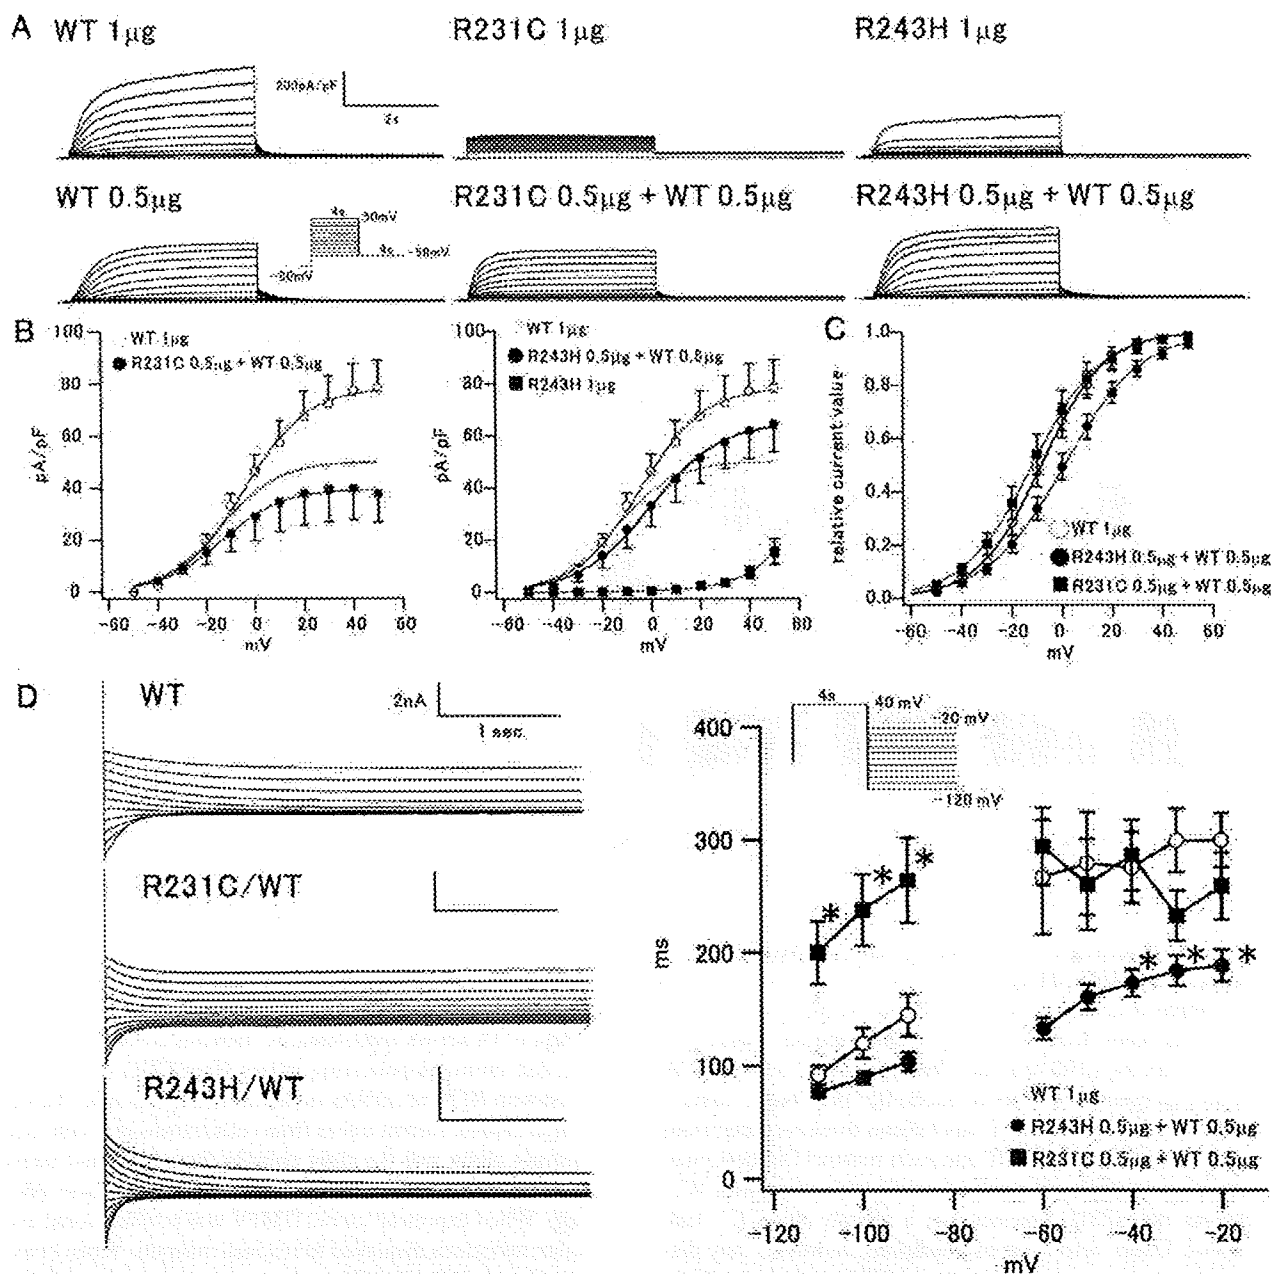 A WT 1µg R231C 1µg R243H 1µg
200pA/pF
2s
WT 0.5µg R231C 0.5µg + WT 0.5µg R243H 0.5µg + WT 0.5µg
4s
4s
B
100
80
60
40
20
0
pA/pF
WT 1µg
R231C 0.5µg + WT 0.5µg
-60 -40 -20 0 20 40 60
mV
100
80
60
40
20
0
pA/pF
WT 1µg
R243H 0.5µg + WT 0.5µg
R243H 1µg
-60 -40 -20 0 20 40 60
mV
C
1.0
0.8
0.6
0.4
0.2
0.0
relative current value
WT 1µg
R243H 0.5µg + WT 0.5µg
R231C 0.5µg + WT 0.5µg
-60 -40 -20 0 20 40 60
mV
D WT
2nA
1 sec
R231C/WT
R243H/WT
4s 40 mV
-20 mV
-120 mV
400
300
200
100
0
ms
* * *
* * *
WT 1µg
R243H 0.5µg + WT 0.5µg
R231C 0.5µg + WT 0.5µg
-120 -100 -80 -60 -40 -20
mV